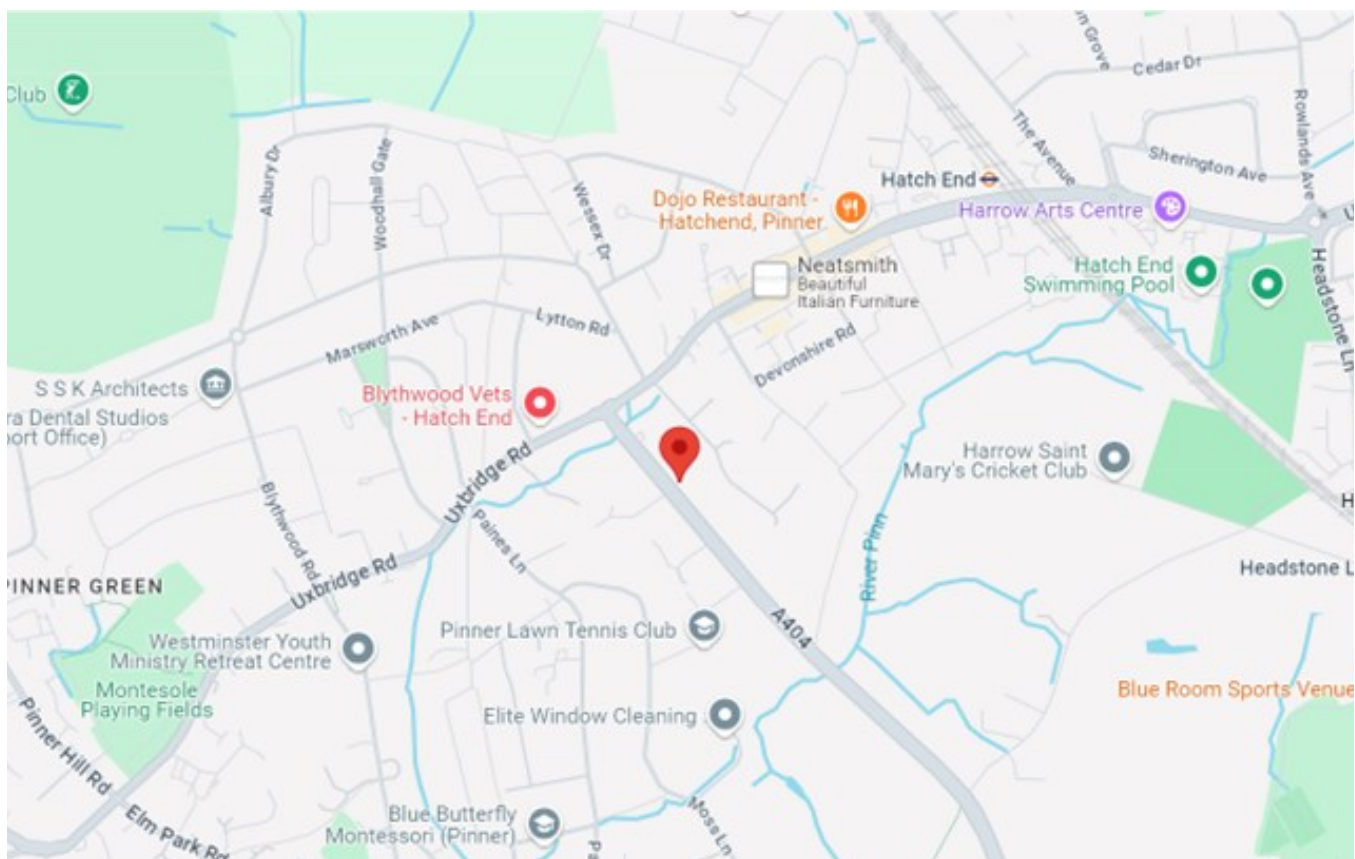 Club
Albury Dr
Woodhall Gate
Wessex Dr
Dojo Restaurant -
Hatchend, Pinner
Hatch End
The Avenue
Cedar Dr
Sherington Ave
Rowlands Ave
Harrow Arts Centre
Neatsmith
Beautiful
Italian Furniture
Hatch End
Swimming Pool
Headstone Ln
Marsworth Ave
Lytton Rd
Devonshire Rd
S S K Architects
ra Dental Studios
port Office)
Blythwood Vets
- Hatch End
Harrow Saint
Mary's Cricket Club
Uxbridge Rd
Blythwood Rd
Paines Ln
River Pinn
PINNER GREEN
Uxbridge Rd
Headstone L
Westminster Youth
Ministry Retreat Centre
Pinner Lawn Tennis Club
A404
Montesole
Playing Fields
Blue Room Sports Venue
Pinner Hill Rd
Elite Window Cleaning
Elm Park Rd
Blue Butterfly
Montessori (Pinner)
Moss Ln